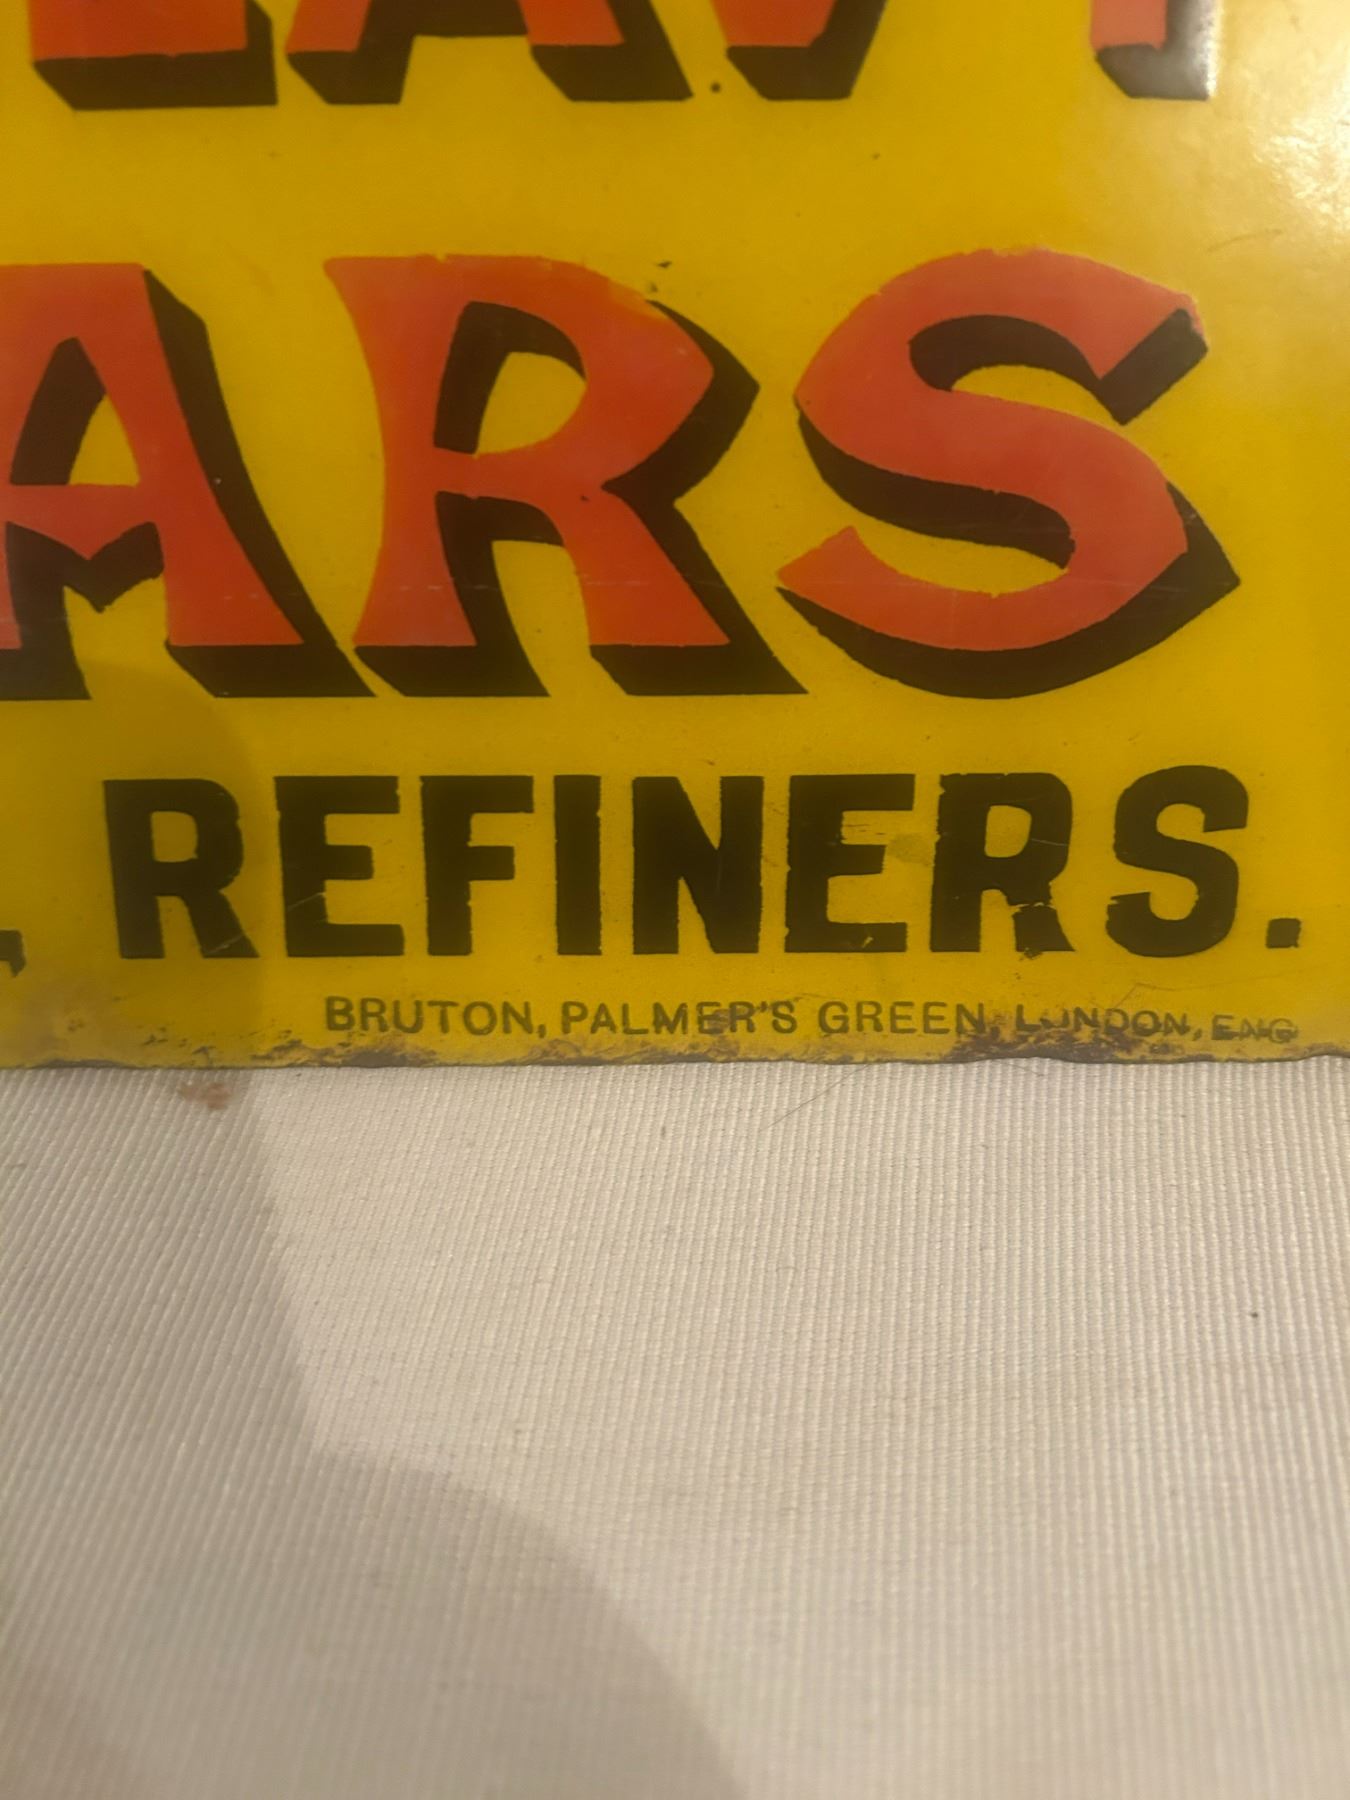 ARS
, REFINERS.
BRUTON, PALMER'S GREEN, LONDON, ENG